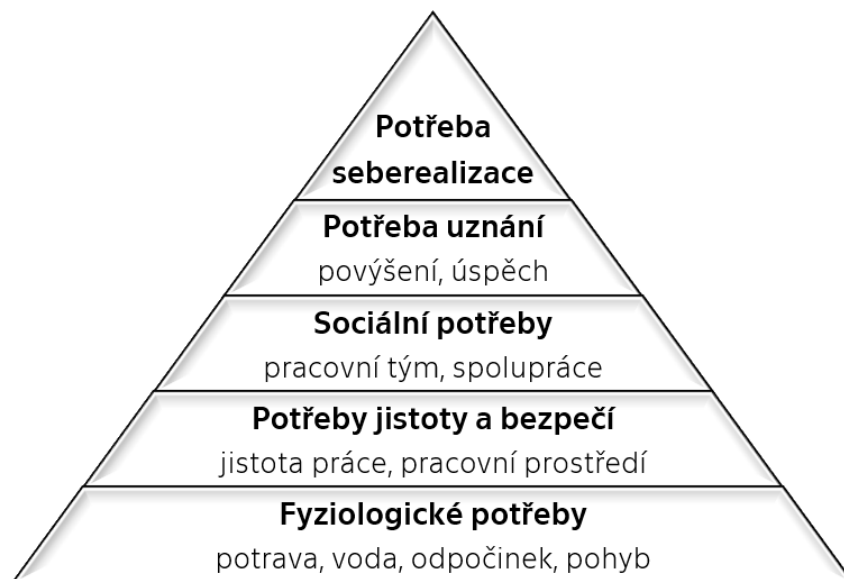 Potřeba
seberealizace
Potřeba uznání
povýšení, úspěch
Sociální potřeby
pracovní tým, spolupráce
Potřeby jistoty a bezpečí
jistota práce, pracovní prostředí
Fyziologické potřeby
potrava, voda, odpočinek, pohyb